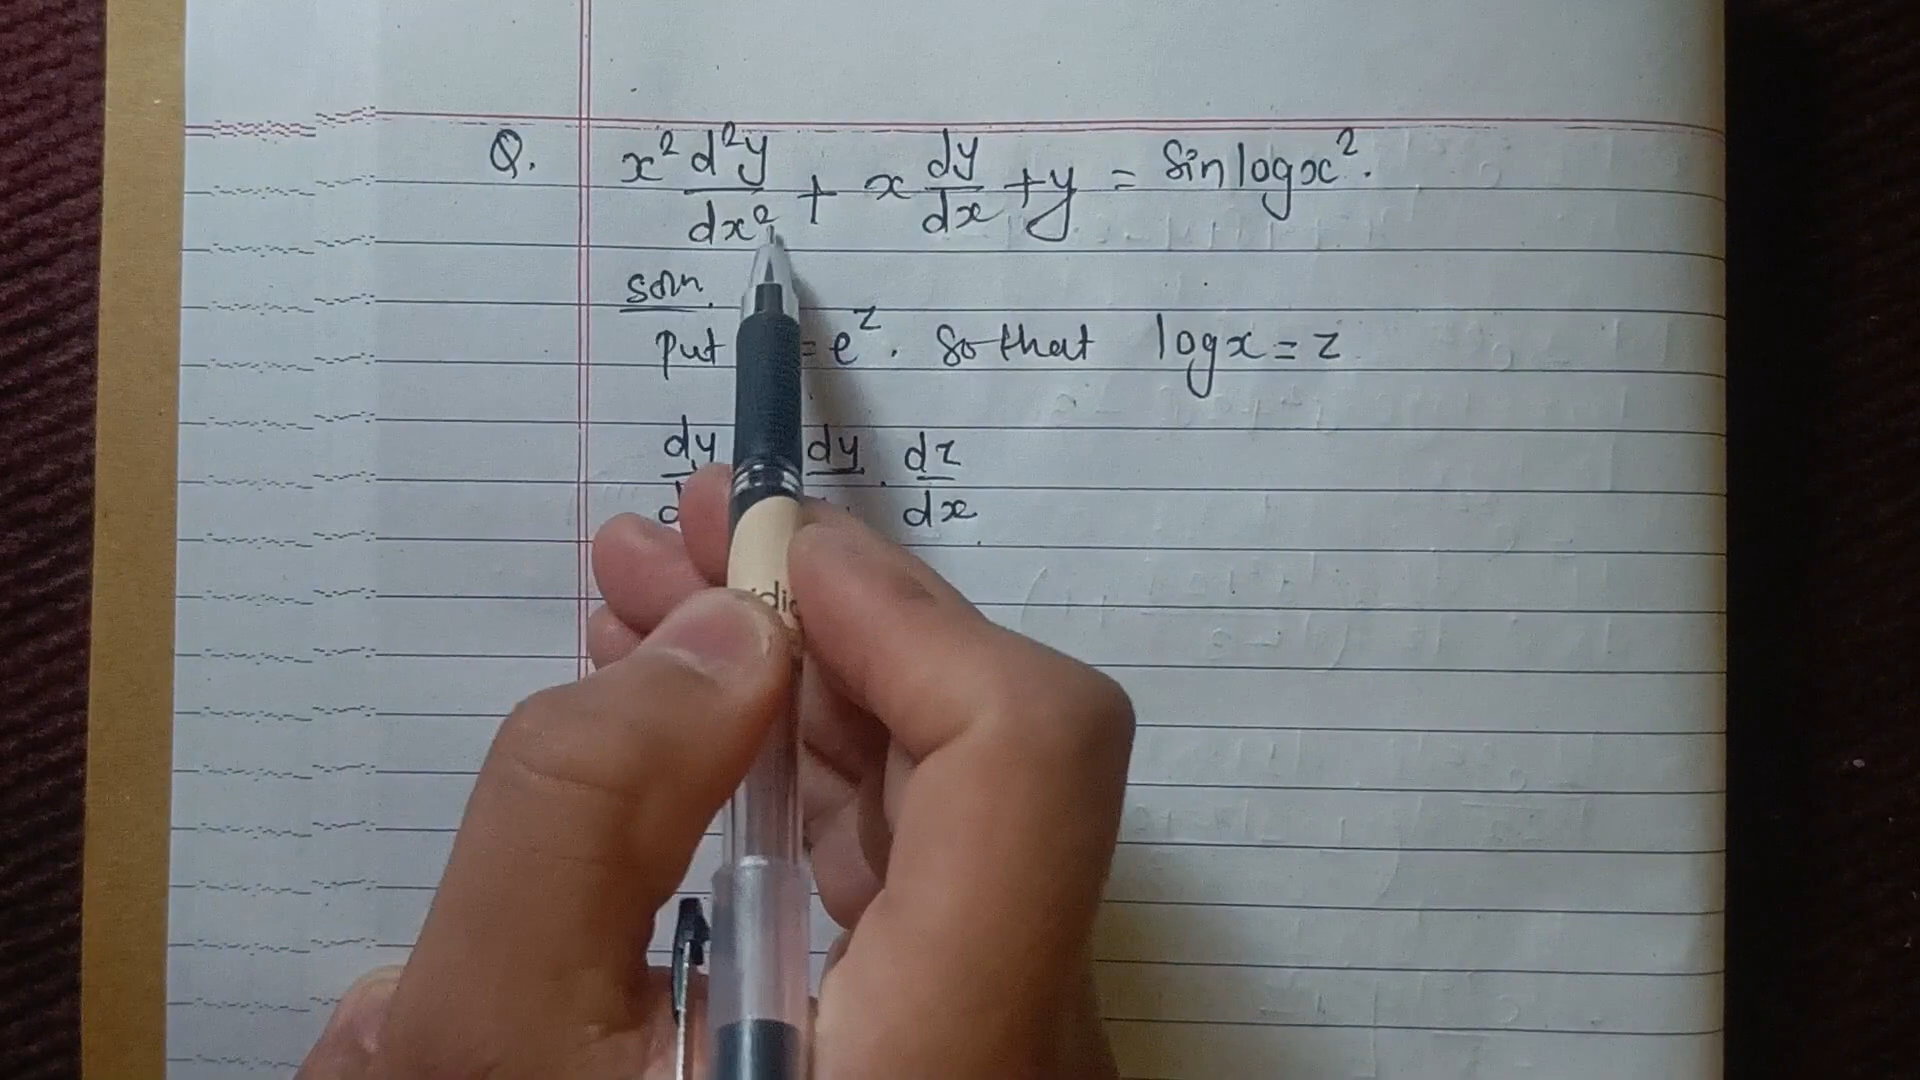 Q. x² d²y/dx² + x dy/dx + y = sin log x².
soln.
put = e^z. so that log x = z
dy dy . dz/dx